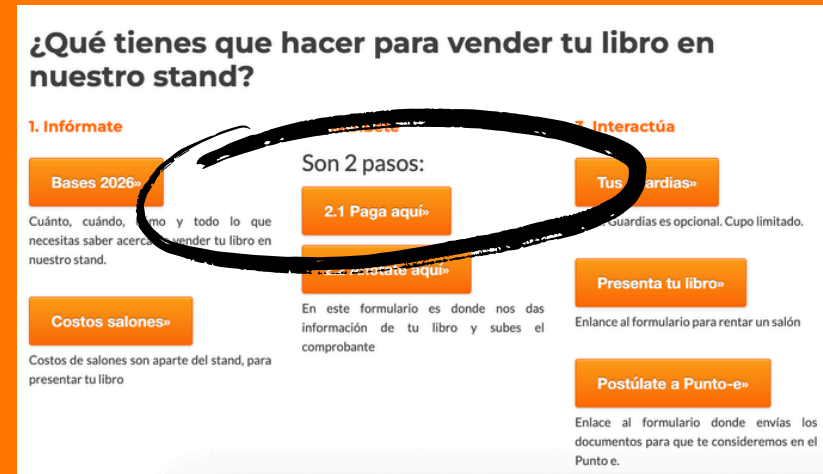 ¿Qué tienes que hacer para vender tu libro en
nuestro stand?
1. Infórmate
Bases 2026»
Cuánto, cuándo, y todo lo que
necesitas saber vender tu libro en
nuestro stand.
Costos salones»
Costos de salones son aparte del stand, para
presentar tu libro
Son 2 pasos:
2.1 Paga aquí»
aquí»
En este formulario es donde nos das
información de tu libro y subes el
comprobante
3. Interactúa
Tus
Guardias es opcional. Cupo limitado.
Presenta tu libro»
Enlance al formulario para rentar un salón
Postúlate a Punto-e»
Enlace al formulario donde envías los
documentos para que te consideremos en el
Punto e.